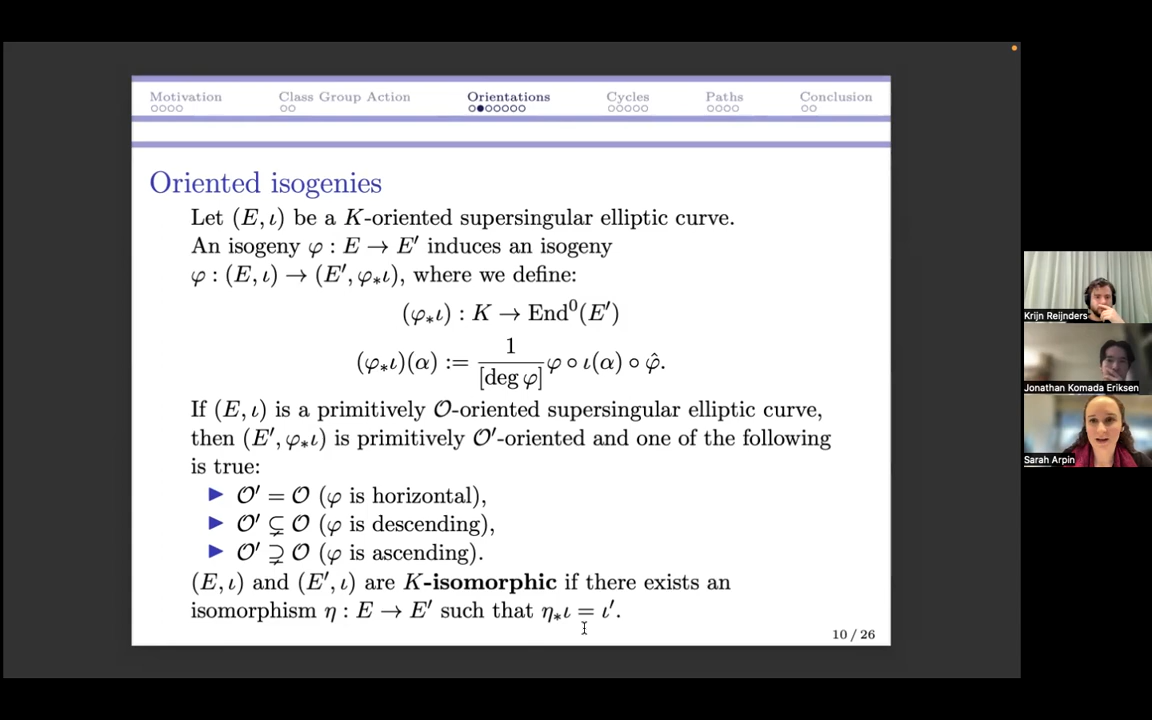 Motivation Class Group Action Orientations Cycles Paths Conclusion
Oriented isogenies
Let (E, ι) be a K-oriented supersingular elliptic curve.
An isogeny φ : E → E′ induces an isogeny
φ : (E, ι) → (E′, φ∗ι), where we define:
(φ∗ι) : K → End⁰(E′)
(φ∗ι)(α) := 1/[deg φ] φ ∘ ι(α) ∘ φ̂.
If (E, ι) is a primitively 𝒪-oriented supersingular elliptic curve,
then (E′, φ∗ι) is primitively 𝒪′-oriented and one of the following
is true:
▶ 𝒪′ = 𝒪 (φ is horizontal),
▶ 𝒪′ ⊊ 𝒪 (φ is descending),
▶ 𝒪′ ⊋ 𝒪 (φ is ascending).
(E, ι) and (E′, ι) are K-isomorphic if there exists an
isomorphism η : E → E′ such that η∗ι = ι′.
10 / 26
Krijn Reijnders
Jonathan Komada Eriksen
Sarah Arpin